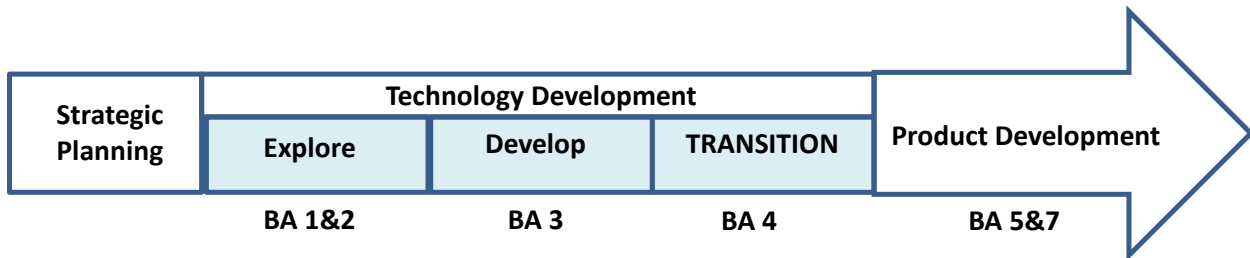 Strategic
Planning
Technology Development
Explore
Develop
TRANSITION
Product Development
BA 1&2
BA 3
BA 4
BA 5&7